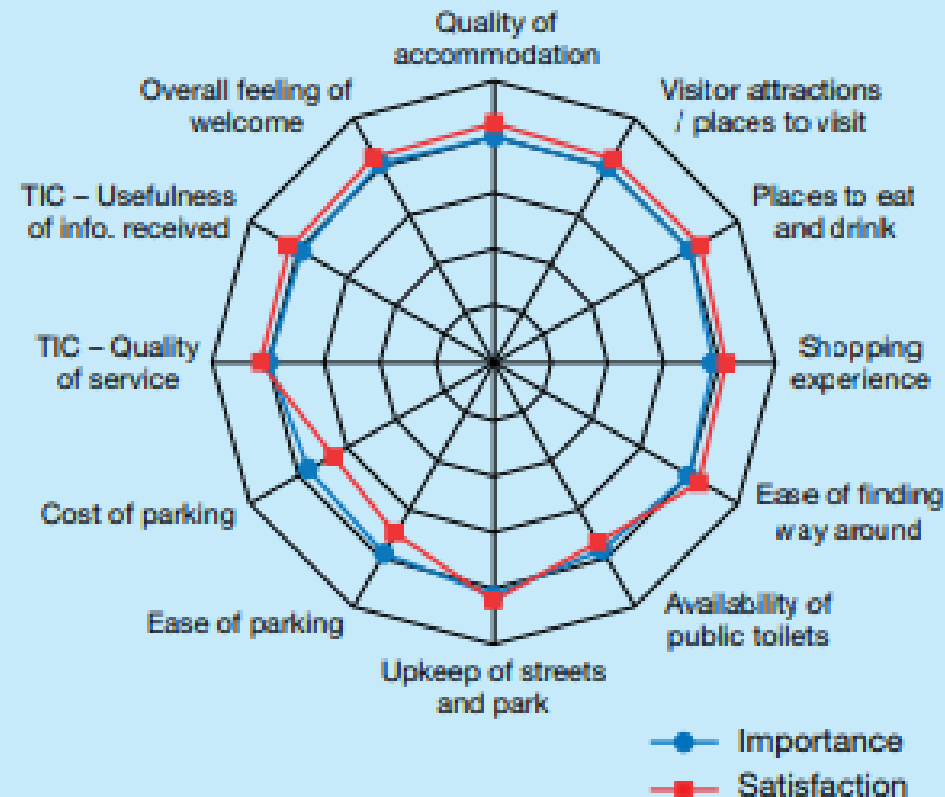 Quality of
accommodation
Visitor attractions
/ places to visit
Places to eat
and drink
Shopping
experience
Ease of finding
way around
Availability of
public toilets
Upkeep of streets
and park
Ease of parking
Cost of parking
TIC – Quality
of service
TIC – Usefulness
of info. received
Overall feeling of
welcome
Importance
Satisfaction